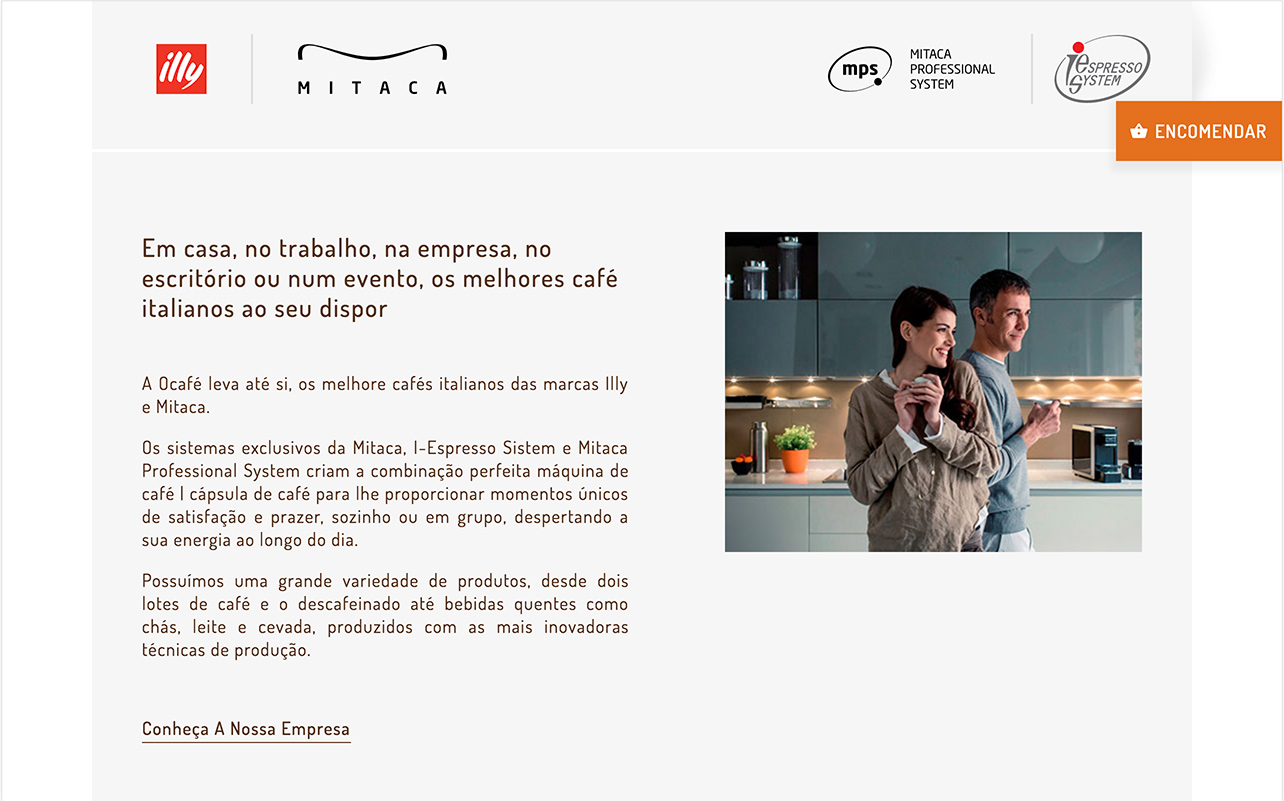 illy
MITACA
mps
MITACA
PROFESSIONAL
SYSTEM
iESPRESSO
SYSTEM
ENCOMENDAR
Em casa, no trabalho, na empresa, no
escritório ou num evento, os melhores café
italianos ao seu dispor
A Ocafé leva até si, os melhore cafés italianos das marcas Illy
e Mitaca.
Os sistemas exclusivos da Mitaca, I-Espresso Sistem e Mitaca
Professional System criam a combinação perfeita máquina de
café | cápsula de café para lhe proporcionar momentos únicos
de satisfação e prazer, sozinho ou em grupo, despertando a
sua energia ao longo do dia.
Possuímos uma grande variedade de produtos, desde dois
lotes de café e o descafeinado até bebidas quentes como
chás, leite e cevada, produzidos com as mais inovadoras
técnicas de produção.
Conheça A Nossa Empresa